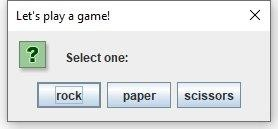 Let's play a game!
?
Select one:
rock paper scissors